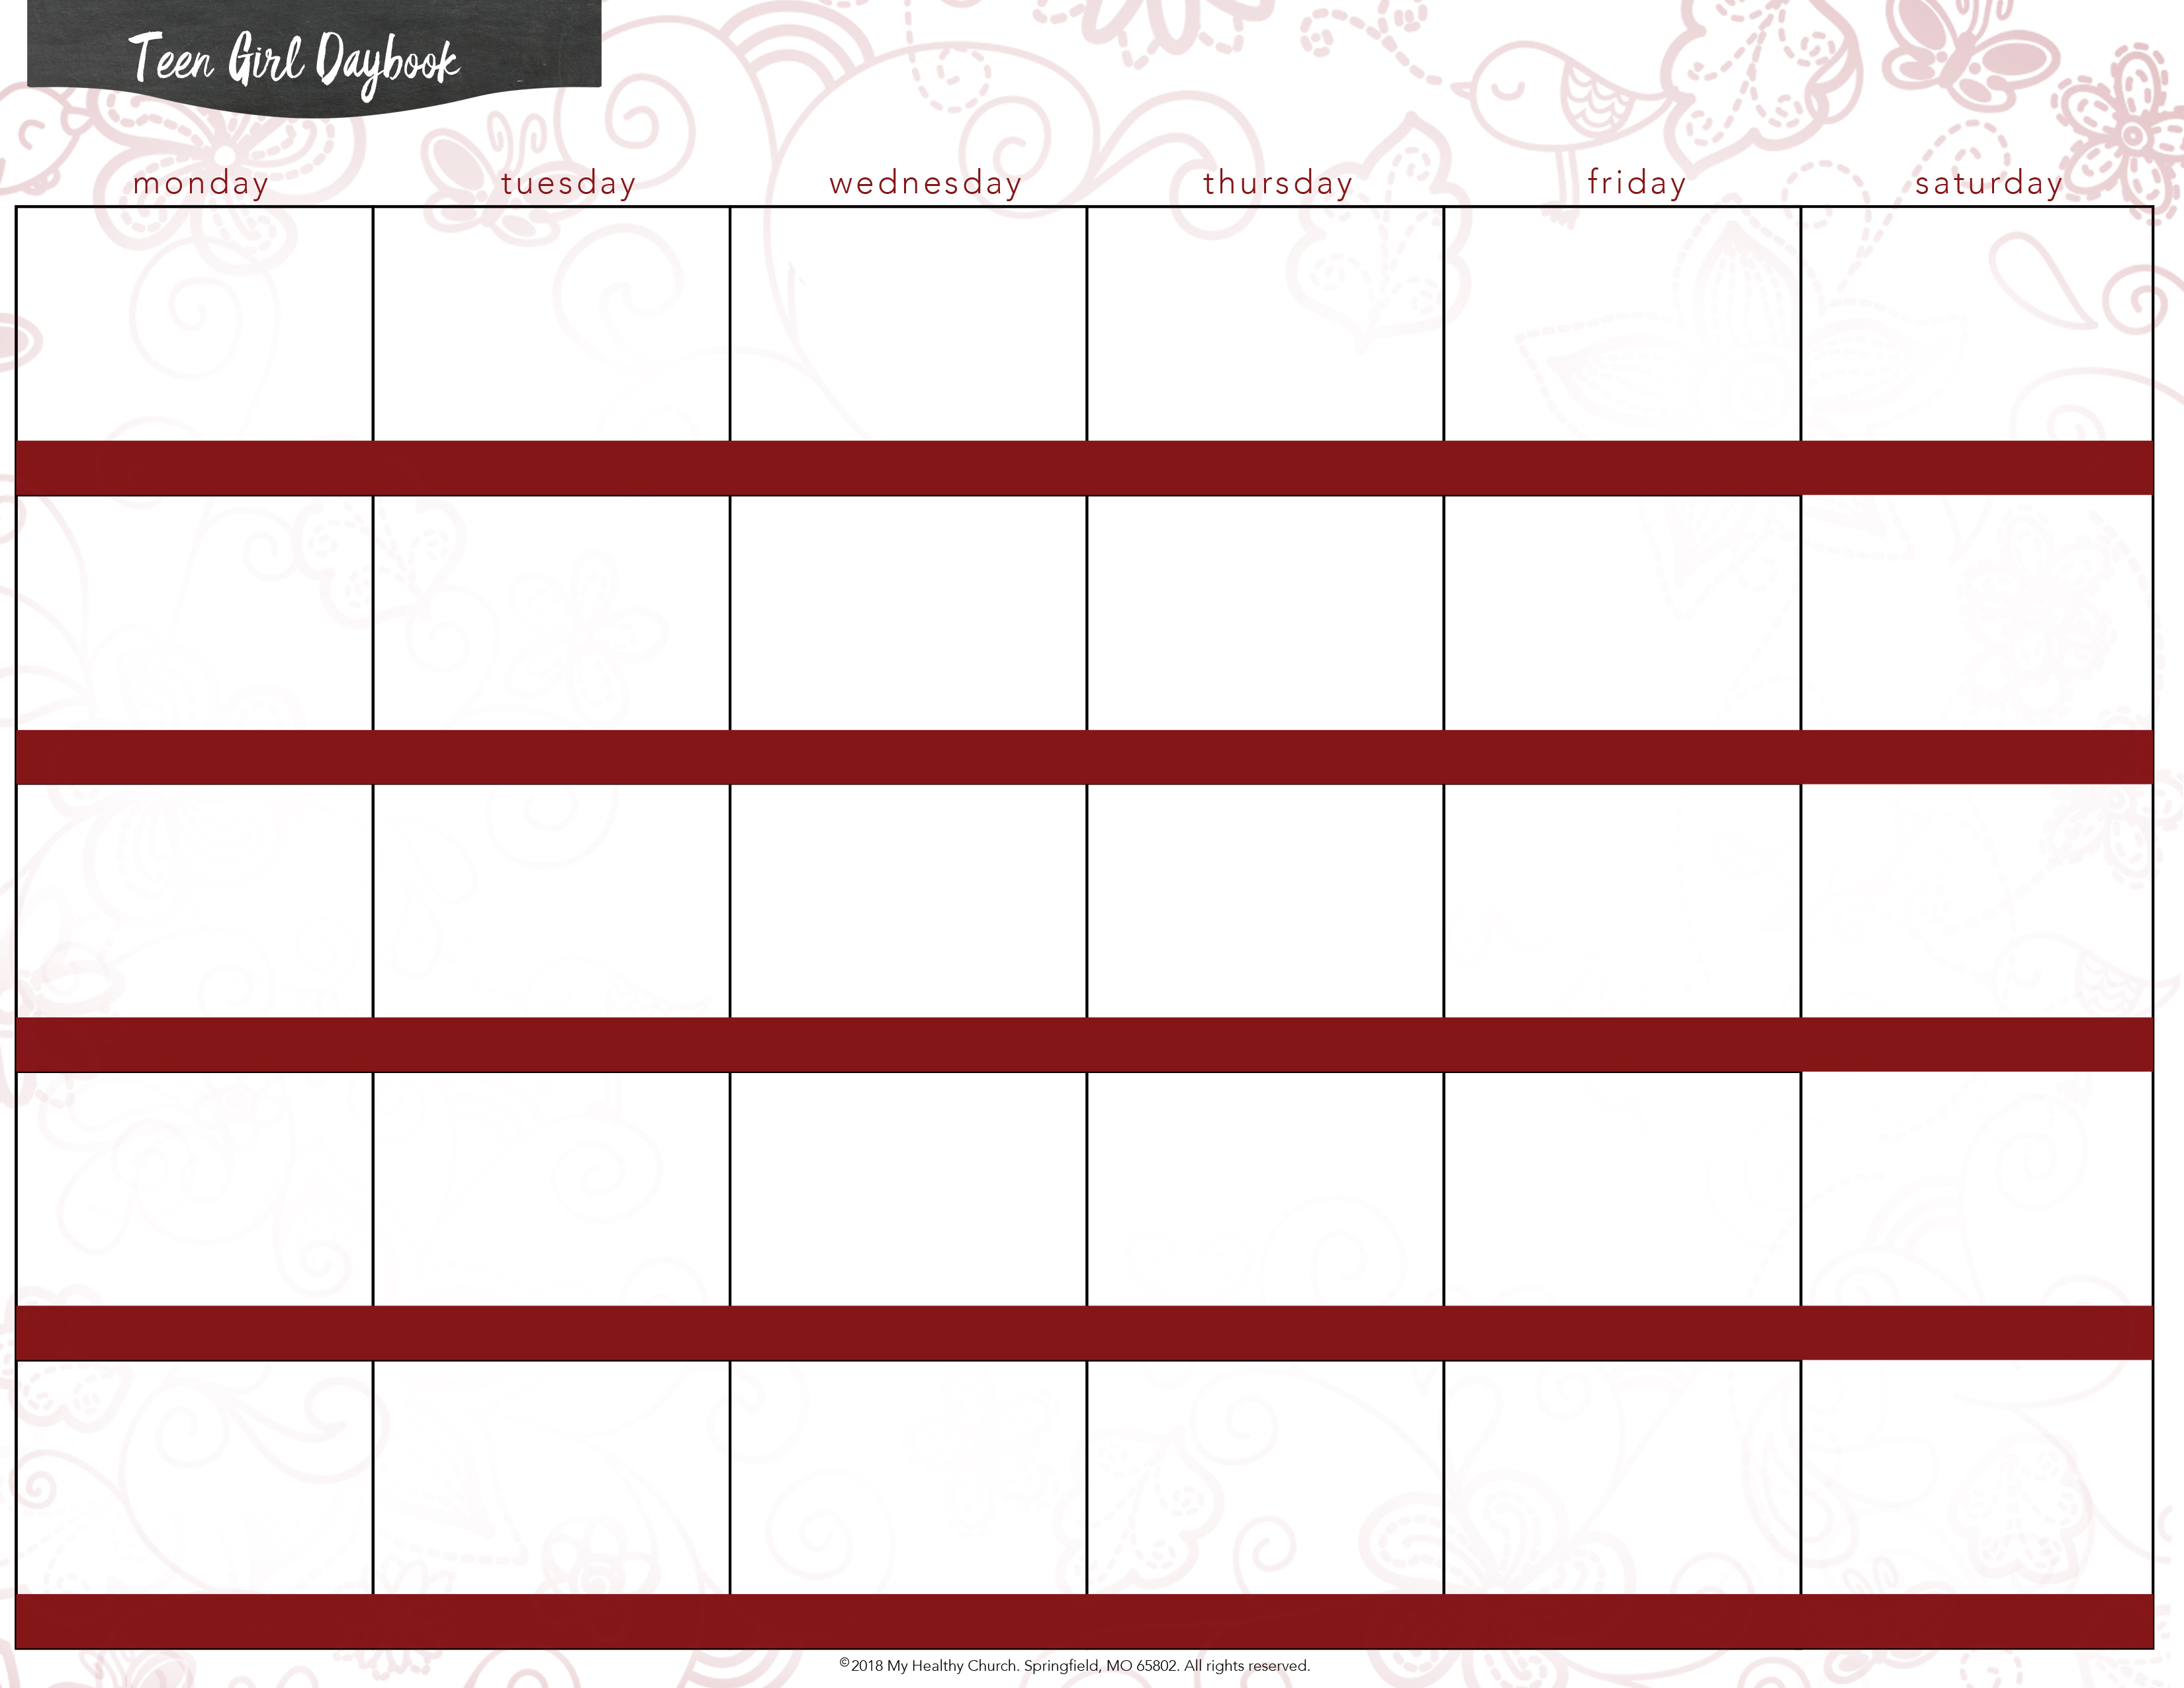 Teen Girl Daybook
monday tuesday wednesday thursday friday saturday
©2018 My Healthy Church. Springfield, MO 65802. All rights reserved.